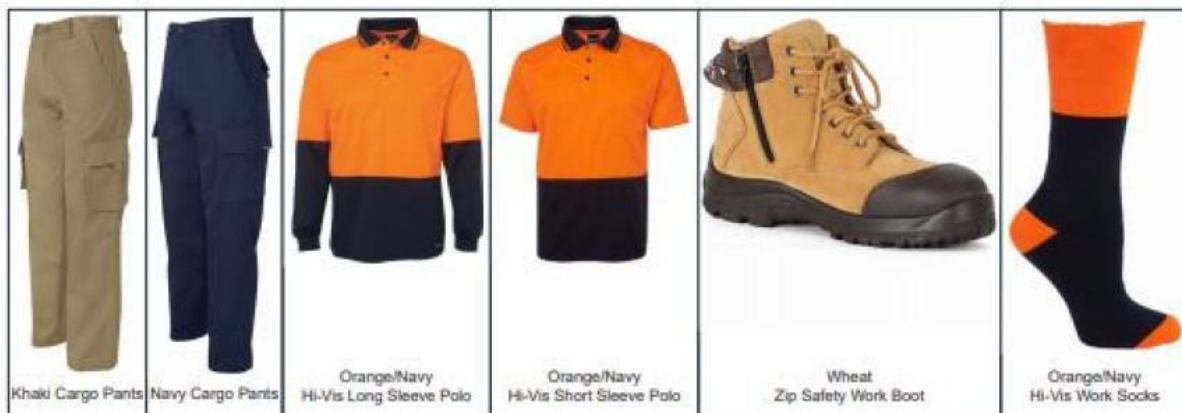 Khaki Cargo Pants
Navy Cargo Pants
Orange/Navy
Hi-Vis Long Sleeve Polo
Orange/Navy
Hi-Vis Short Sleeve Polo
Wheat
Zip Safety Work Boot
Orange/Navy
Hi-Vis Work Socks